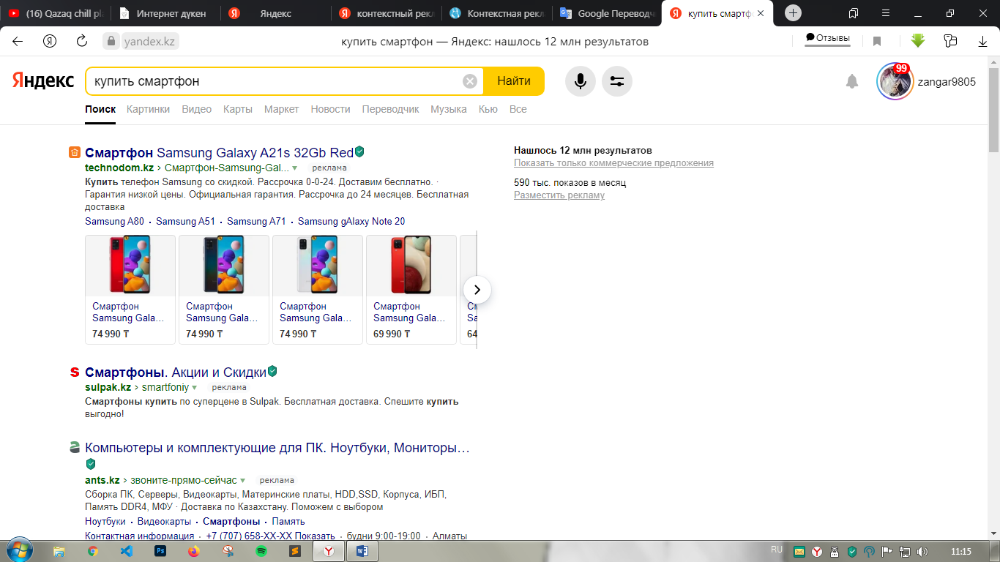 (16) Qazaq chill pl
Интернет дүкен
Яндекс
контекстный рекл
Контекстная рекл
Google Переводч
купить смартф
yandex.kz
купить смартфон — Яндекс: нашлось 12 млн результатов
Отзывы
Яндекс
купить смартфон
Найти
99
zangar9805
Поиск Картинки Видео Карты Маркет Новости Переводчик Музыка Кью Все
Смартфон Samsung Galaxy A21s 32Gb Red
technodom.kz › Смартфон-Samsung-Gal... реклама
Купить телефон Samsung со скидкой. Рассрочка 0-0-24. Доставим бесплатно. ·
Гарантия низкой цены. Официальная гарантия. Рассрочка до 24 месяцев. Бесплатная
доставка
Samsung A80 · Samsung A51 · Samsung A71 · Samsung gAlaxy Note 20
Смартфон
Samsung Gala...
74 990 ₸
Смартфон
Samsung Gala...
74 990 ₸
Смартфон
Samsung Gala...
74 990 ₸
Смартфон
Samsung Gala...
69 990 ₸
См
Sa
64
Нашлось 12 млн результатов
Показать только коммерческие предложения
590 тыс. показов в месяц
Разместить рекламу
Смартфоны. Акции и Скидки
sulpak.kz › smartfoniy реклама
Смартфоны купить по суперцене в Sulpak. Бесплатная доставка. Спешите купить
выгодно!
Компьютеры и комплектующие для ПК. Ноутбуки, Мониторы...
ants.kz › звоните-прямо-сейчас реклама
Сборка ПК, Серверы, Видеокарты, Материнские платы, HDD,SSD, Корпуса, ИБП,
Память DDR4, МФУ · Доставка по Казахстану. Поможем с выбором
Ноутбуки · Видеокарты · Смартфоны · Память
Контактная информация · +7 (707) 658-XX-XX Показать · будни 9:00-19:00 · Алматы
RU
11:15